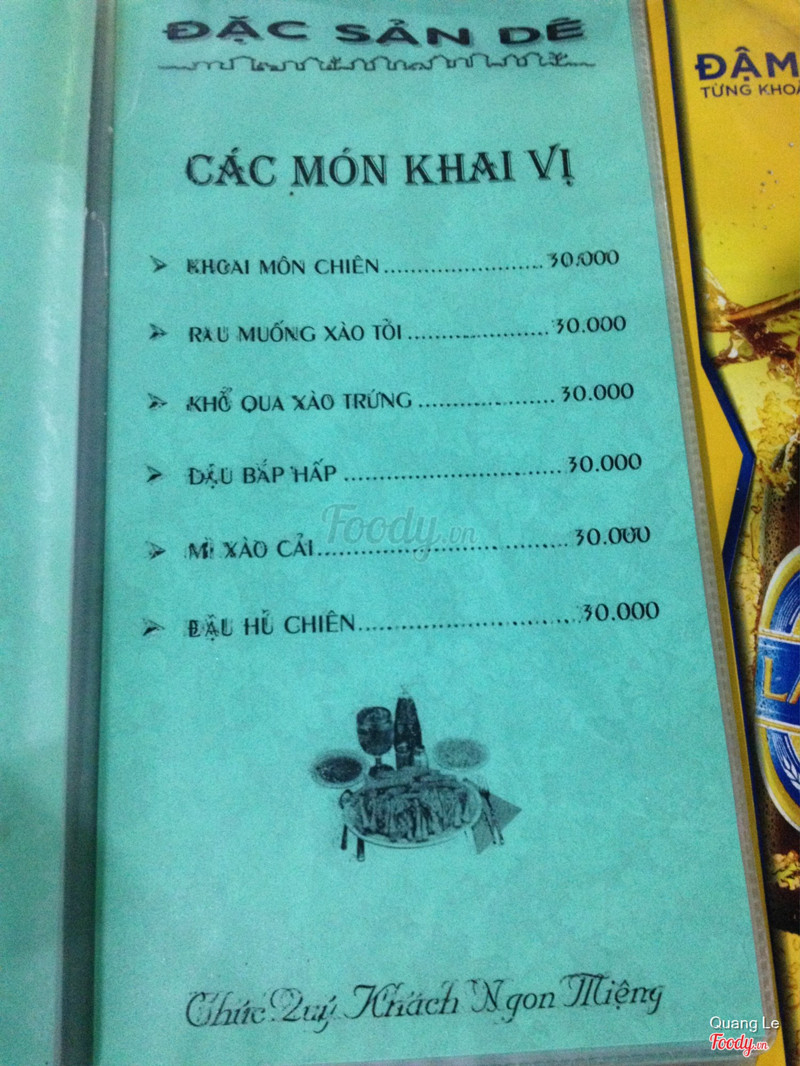 ĐẶC SẢN DÊ
CÁC MÓN KHAI VỊ
KHOAI MÔN CHIÊN........................30.000
RAU MUỐNG XÀO TỎI.....................30.000
KHỔ QUA XÀO TRỨNG....................30.000
ĐẬU BẮP HẤP................................30.000
MÌ XÀO CẢI.....................................30.000
ĐẬU HỦ CHIÊN................................30.000
Chúc Quý Khách Ngon Miệng
ĐẬM
TỪNG
Foody.vn
Quang Le
Foody.vn